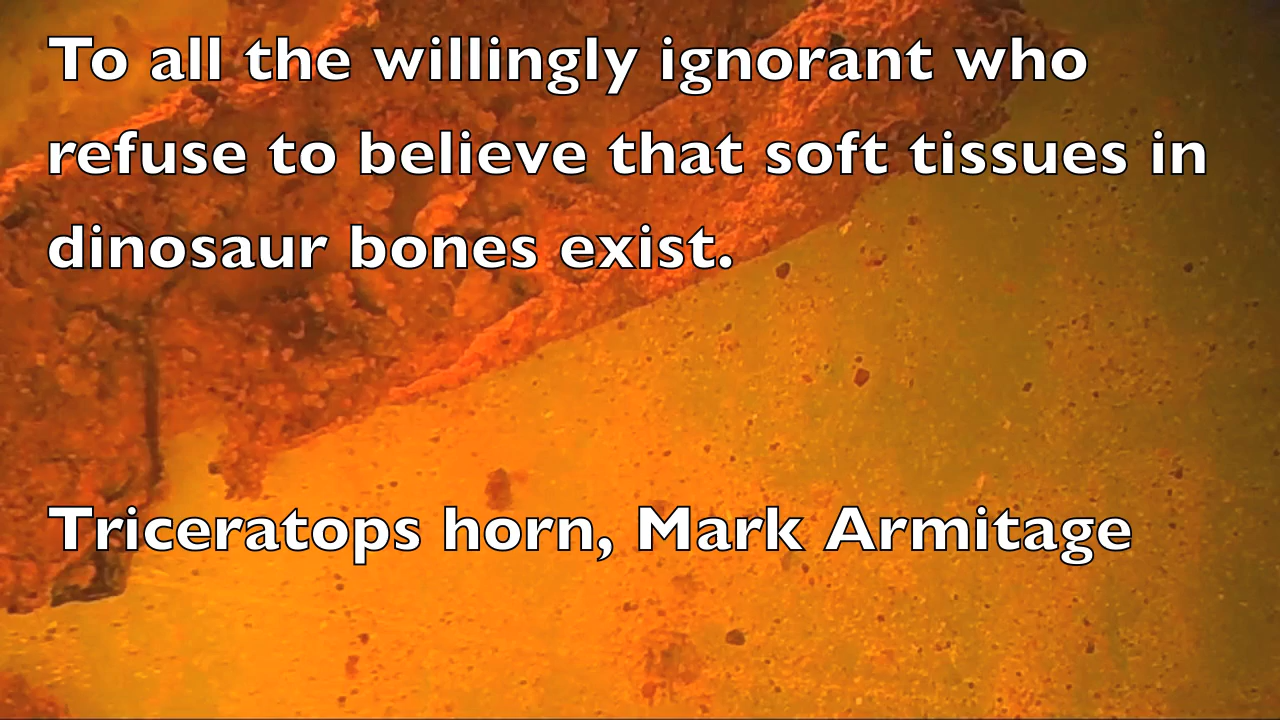 To all the willingly ignorant who
refuse to believe that soft tissues in
dinosaur bones exist.
Triceratops horn, Mark Armitage